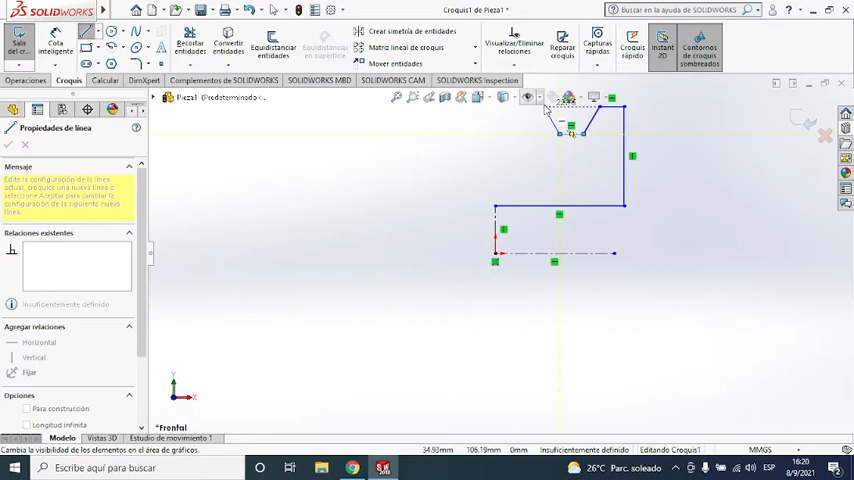 SOLIDWORKS
Croquis1 de Pieza1 *
Buscar en la ayuda de SOLIDWORKS
Sale del cr...
Cota inteligente
Recortar entidades
Convertir entidades
Equidistanciar entidades
Equidistanciar en superficie
Crear simetría de entidades
Matriz lineal de croquis
Mover entidades
Visualizar/Eliminar relaciones
Reparar croquis
Capturas rápidas
Croquis rápido
Instant 2D
Contornos de croquis sombreados
Operaciones
Croquis
Calcular
DimXpert
Complementos de SOLIDWORKS
SOLIDWORKS MBD
SOLIDWORKS CAM
SOLIDWORKS Inspection
Pieza1 (Predeterminado<...
Propiedades de línea
Mensaje
Edite la configuración de la línea actual, croquice una nueva línea o seleccione Aceptar para cambiar la configuración de la siguiente nueva línea.
Relaciones existentes
Insuficientemente definido
Agregar relaciones
Horizontal
Vertical
Fijar
Opciones
Para construcción
Longitud infinita
Y
X
*Frontal
Modelo
Vistas 3D
Estudio de movimiento 1
Cambia la visibilidad de los elementos en el área de gráficos.
34.93mm
106.19mm
0mm
Insuficientemente definido
Editando Croquis1
MMGS
Escribe aquí para buscar
26°C Parc. soleado
ESP
16:20
8/9/2021
2